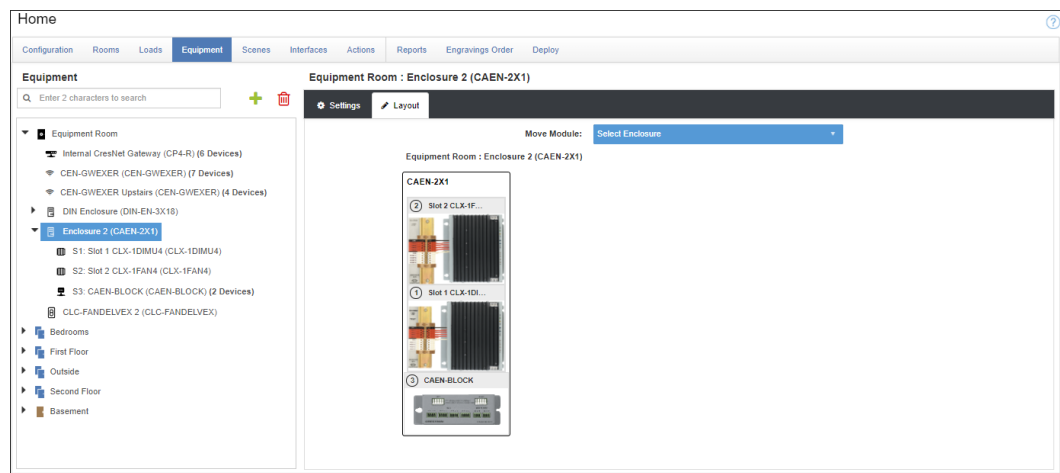 Home
Configuration Rooms Loads Equipment Scenes Interfaces Actions Reports Engravings Order Deploy
Equipment
Enter 2 characters to search
Equipment Room
Internal CresNet Gateway (CP4-R) (6 Devices)
CEN-GWEXER (CEN-GWEXER) (7 Devices)
CEN-GWEXER Upstairs (CEN-GWEXER) (4 Devices)
DIN Enclosure (DIN-EN-3X18)
Enclosure 2 (CAEN-2X1)
S1: Slot 1 CLX-1DIMU4 (CLX-1DIMU4)
S2: Slot 2 CLX-1FAN4 (CLX-1FAN4)
S3: CAEN-BLOCK (CAEN-BLOCK) (2 Devices)
CLC-FANDELVEX 2 (CLC-FANDELVEX)
Bedrooms
First Floor
Outside
Second Floor
Basement
Equipment Room : Enclosure 2 (CAEN-2X1)
Settings Layout
Move Module: Select Enclosure
Equipment Room : Enclosure 2 (CAEN-2X1)
CAEN-2X1
2 Slot 2 CLX-1F...
1 Slot 1 CLX-1DI...
3 CAEN-BLOCK